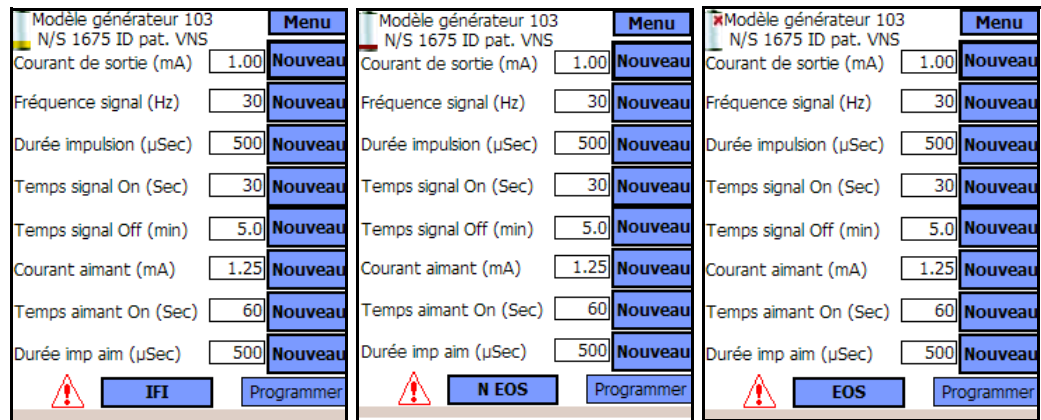 Modèle générateur 103 Menu
N/S 1675 ID pat. VNS
Courant de sortie (mA) 1.00 Nouveau
Fréquence signal (Hz) 30 Nouveau
Durée impulsion (µSec) 500 Nouveau
Temps signal On (Sec) 30 Nouveau
Temps signal Off (min) 5.0 Nouveau
Courant aimant (mA) 1.25 Nouveau
Temps aimant On (Sec) 60 Nouveau
Durée imp aim (µSec) 500 Nouveau
IFI Programmer
Modèle générateur 103 Menu
N/S 1675 ID pat. VNS
Courant de sortie (mA) 1.00 Nouveau
Fréquence signal (Hz) 30 Nouveau
Durée impulsion (µSec) 500 Nouveau
Temps signal On (Sec) 30 Nouveau
Temps signal Off (min) 5.0 Nouveau
Courant aimant (mA) 1.25 Nouveau
Temps aimant On (Sec) 60 Nouveau
Durée imp aim (µSec) 500 Nouveau
N EOS Programmer
Modèle générateur 103 Menu
N/S 1675 ID pat. VNS
Courant de sortie (mA) 1.00 Nouveau
Fréquence signal (Hz) 30 Nouveau
Durée impulsion (µSec) 500 Nouveau
Temps signal On (Sec) 30 Nouveau
Temps signal Off (min) 5.0 Nouveau
Courant aimant (mA) 1.25 Nouveau
Temps aimant On (Sec) 60 Nouveau
Durée imp aim (µSec) 500 Nouveau
EOS Programmer